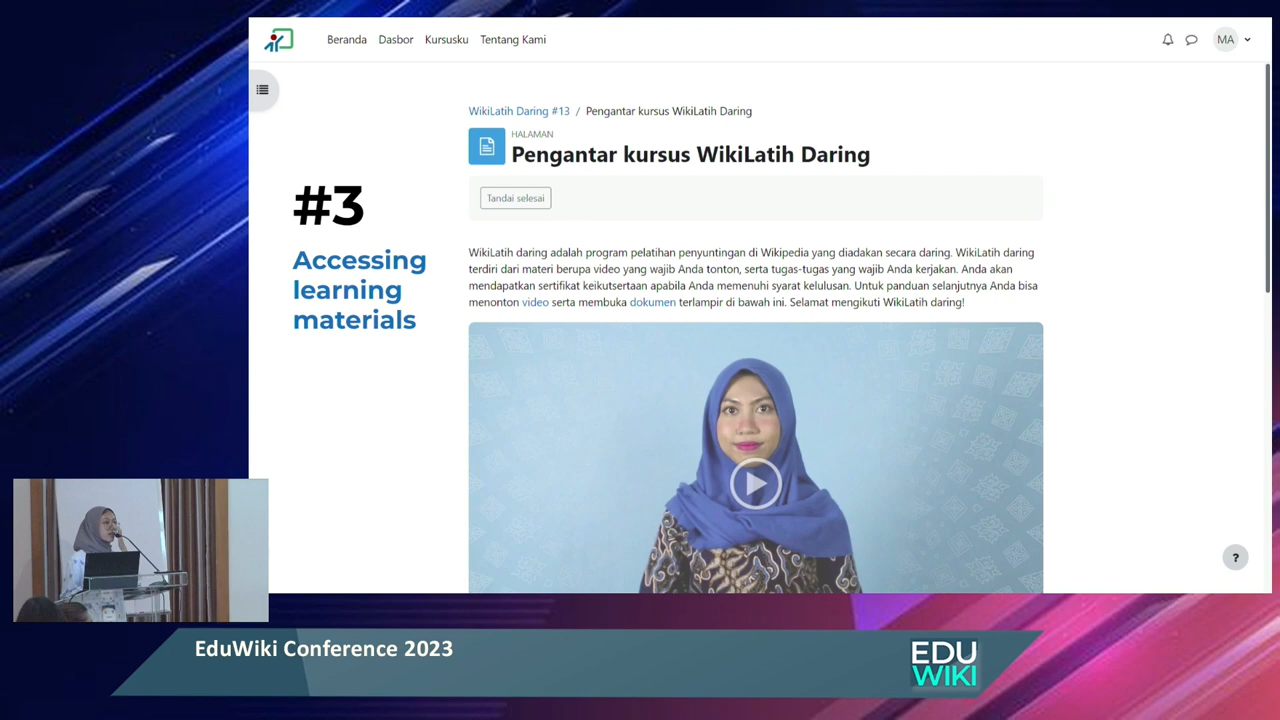 Beranda Dasbor Kursusku Tentang Kami
MA
WikiLatih Daring #13 / Pengantar kursus WikiLatih Daring
HALAMAN
Pengantar kursus WikiLatih Daring
Tandai selesai
#3
Accessing
learning
materials
WikiLatih daring adalah program pelatihan penyuntingan di Wikipedia yang diadakan secara daring. WikiLatih daring
terdiri dari materi berupa video yang wajib Anda tonton, serta tugas-tugas yang wajib Anda kerjakan. Anda akan
mendapatkan sertifikat keikutsertaan apabila Anda memenuhi syarat kelulusan. Untuk panduan selanjutnya Anda bisa
menonton video serta membuka dokumen terlampir di bawah ini. Selamat mengikuti WikiLatih daring!
?
EduWiki Conference 2023
EDU
WIKI